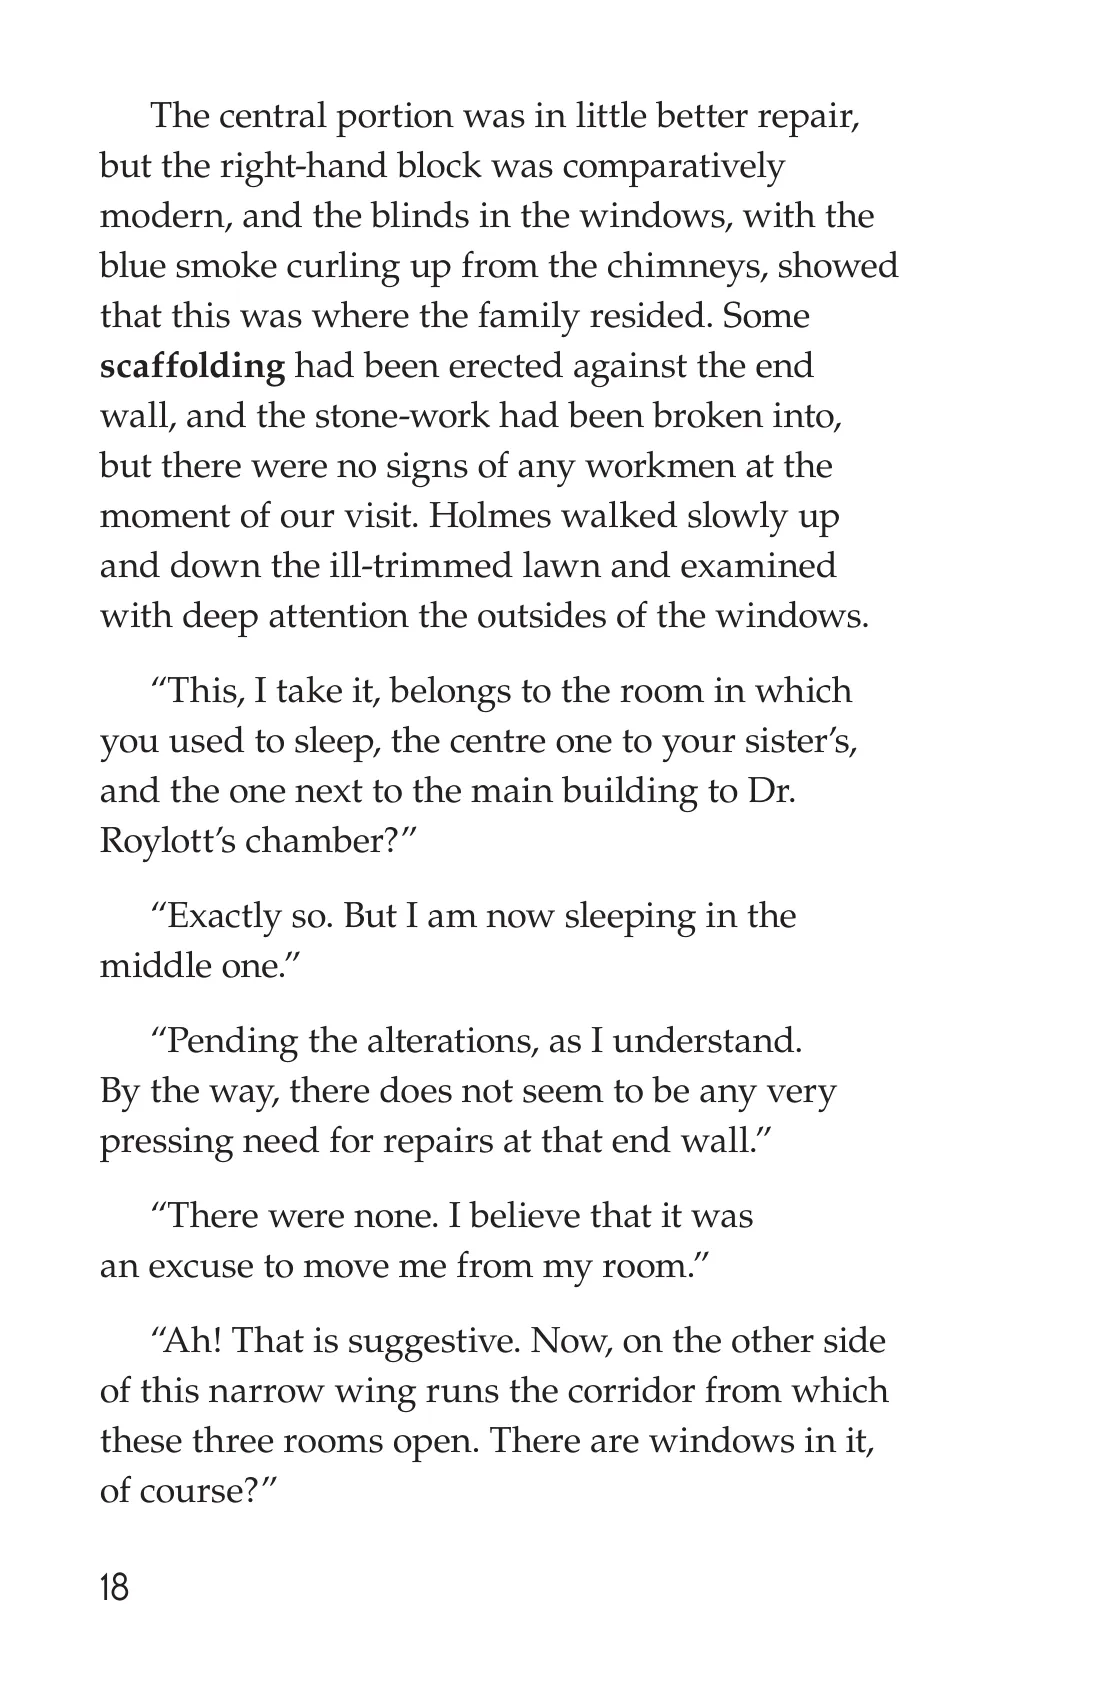 The central portion was in little better repair,
but the right-hand block was comparatively
modern, and the blinds in the windows, with the
blue smoke curling up from the chimneys, showed
that this was where the family resided. Some
scaffolding had been erected against the end
wall, and the stone-work had been broken into,
but there were no signs of any workmen at the
moment of our visit. Holmes walked slowly up
and down the ill-trimmed lawn and examined
with deep attention the outsides of the windows.
“This, I take it, belongs to the room in which
you used to sleep, the centre one to your sister’s,
and the one next to the main building to Dr.
Roylott’s chamber?”
“Exactly so. But I am now sleeping in the
middle one.”
“Pending the alterations, as I understand.
By the way, there does not seem to be any very
pressing need for repairs at that end wall.”
“There were none. I believe that it was
an excuse to move me from my room.”
“Ah! That is suggestive. Now, on the other side
of this narrow wing runs the corridor from which
these three rooms open. There are windows in it,
of course?”
18